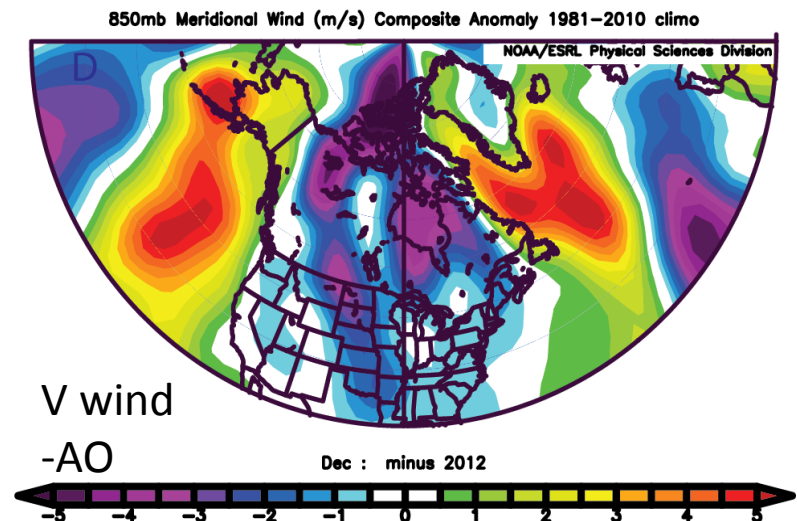 850mb Meridional Wind (m/s) Composite Anomaly 1981-2010 climo
NOAA/ESRL Physical Sciences Division
D
V wind
-AO
Dec : minus 2012
-5 -4 -3 -2 -1 0 1 2 3 4 5